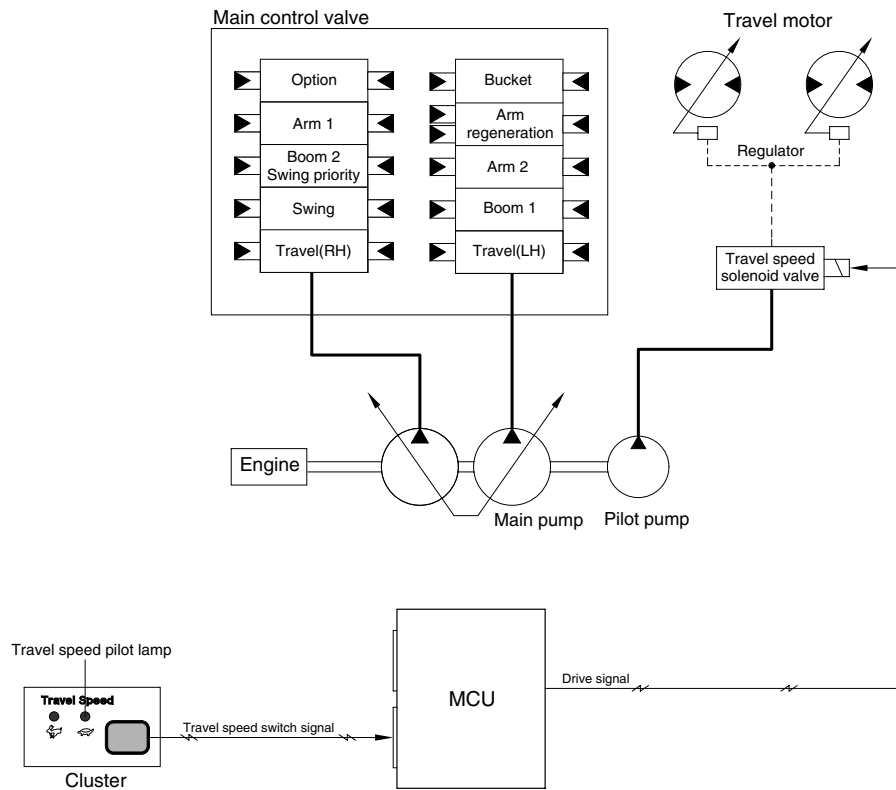 Main control valve
Travel motor
Option
Bucket
Arm 1
Arm
regeneration
Boom 2
Swing priority
Arm 2
Regulator
Swing
Boom 1
Travel(RH)
Travel(LH)
Travel speed
solenoid valve
Engine
Main pump
Pilot pump
Travel speed pilot lamp
Travel Speed
MCU
Drive signal
Travel speed switch signal
Cluster